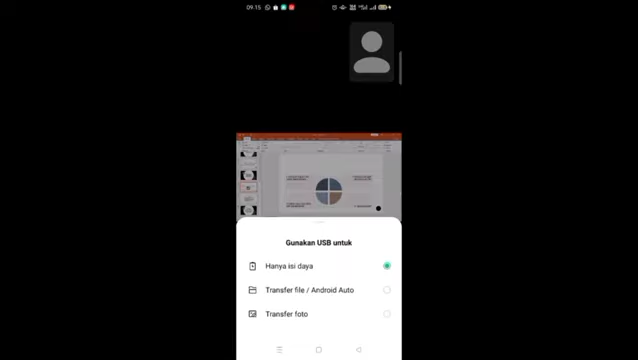 09.15
Gunakan USB untuk
Hanya isi daya
Transfer file / Android Auto
Transfer foto